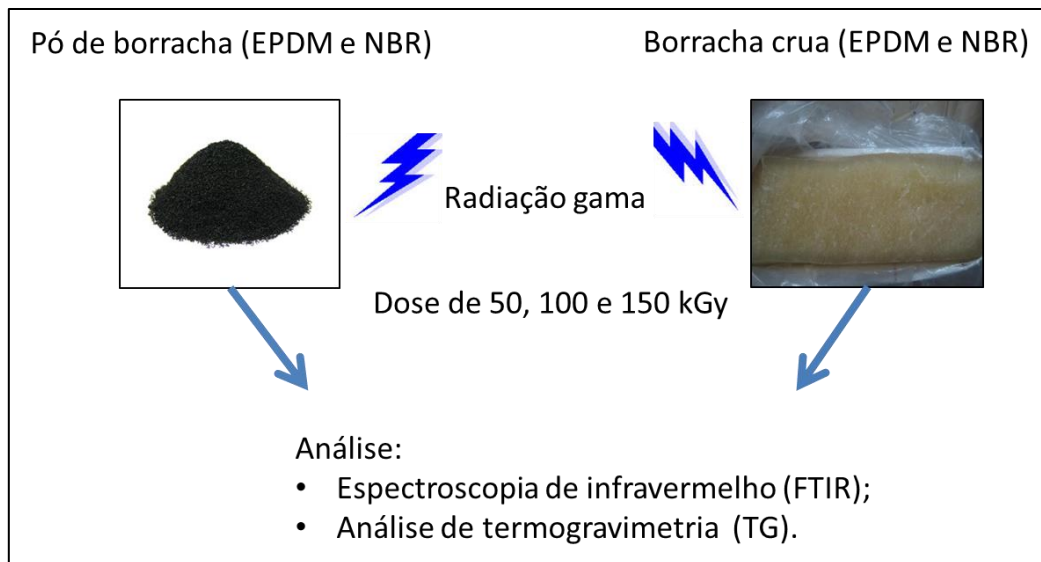 Pó de borracha (EPDM e NBR)
Borracha crua (EPDM e NBR)
Radiação gama
Dose de 50, 100 e 150 kGy
Análise:
• Espectroscopia de infravermelho (FTIR);
• Análise de termogravimetria (TG).